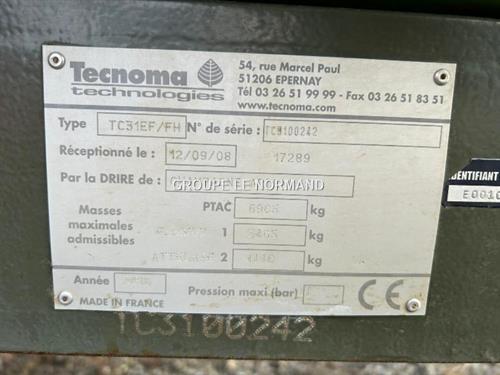 Tecnoma
technologies
54, rue Marcel Paul
51206 EPERNAY
Tél 03 26 51 99 99 - Fax 03 26 51 83 51
www.tecnoma.com
Type TC31EF/FH N° de série : TC3100242
Réceptionné le : 12/09/08 17289
Par la DRIRE de :
GROUPE LE NORMAND
Masses maximales admissibles
PTAC 6905 kg
1 kg
2 kg
Année Pression maxi (bar) CE
MADE IN FRANCE
TC3100242
IDENTIFIANT
E0010